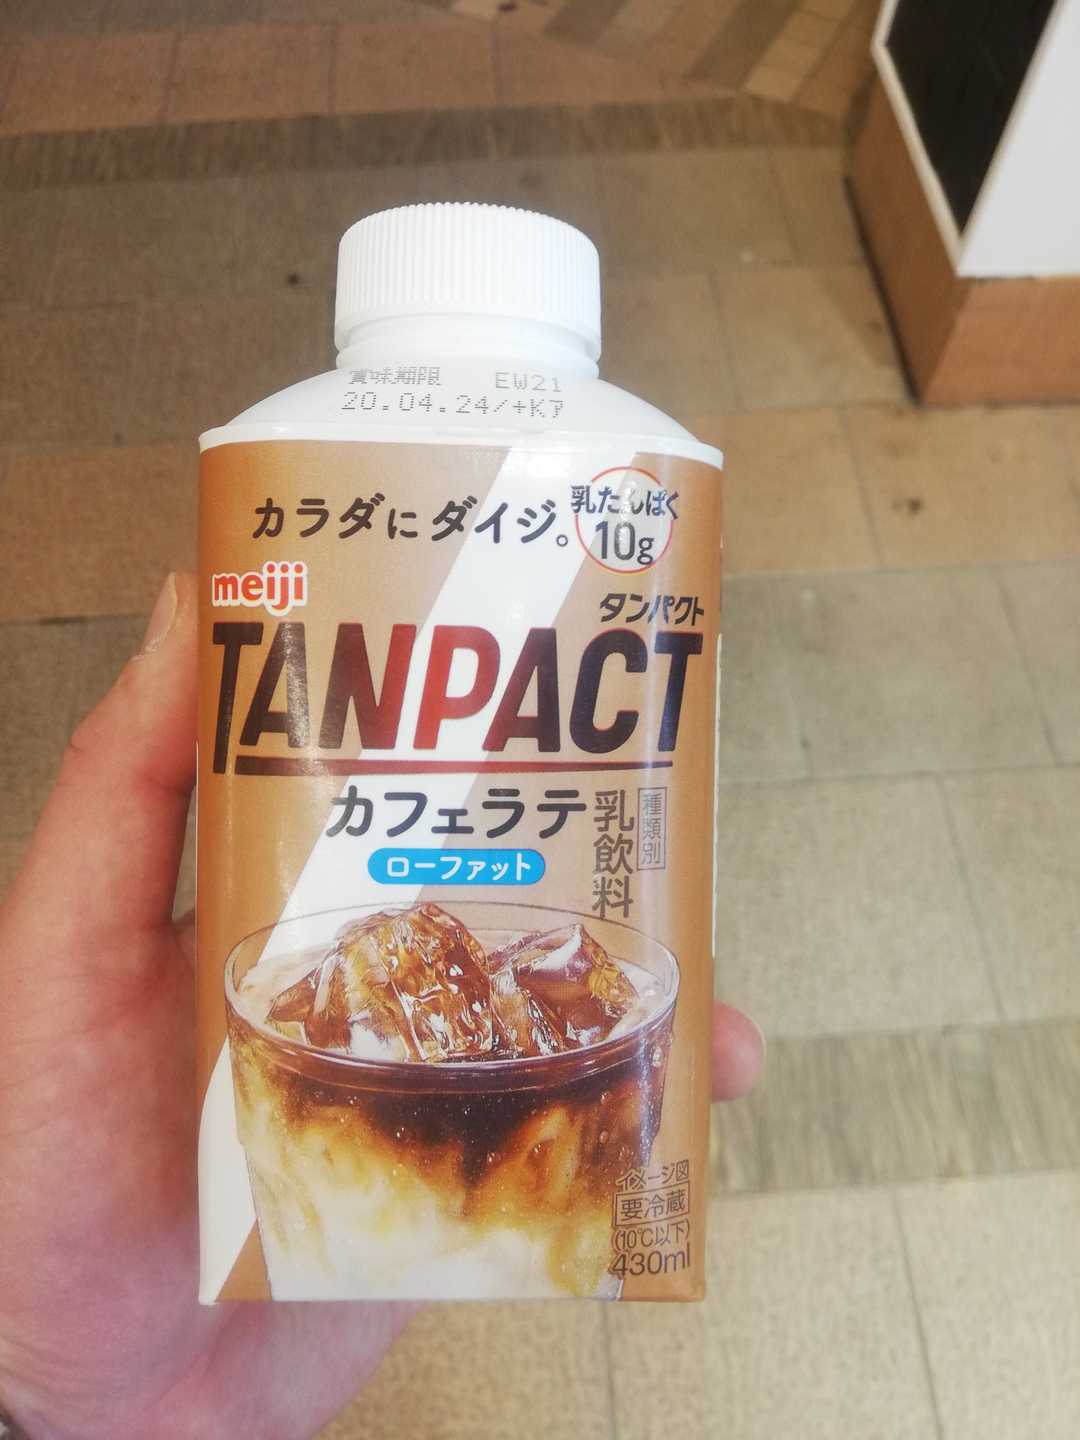 賞味期限 EW21
20.04.24/+Kア
カラダにダイジ。
乳たんぱく
10g
meiji
タンパクト
TANPACT
カフェラテ
ローファット
種類別
乳飲料
イメージ図
要冷蔵
(10℃以下)
430ml